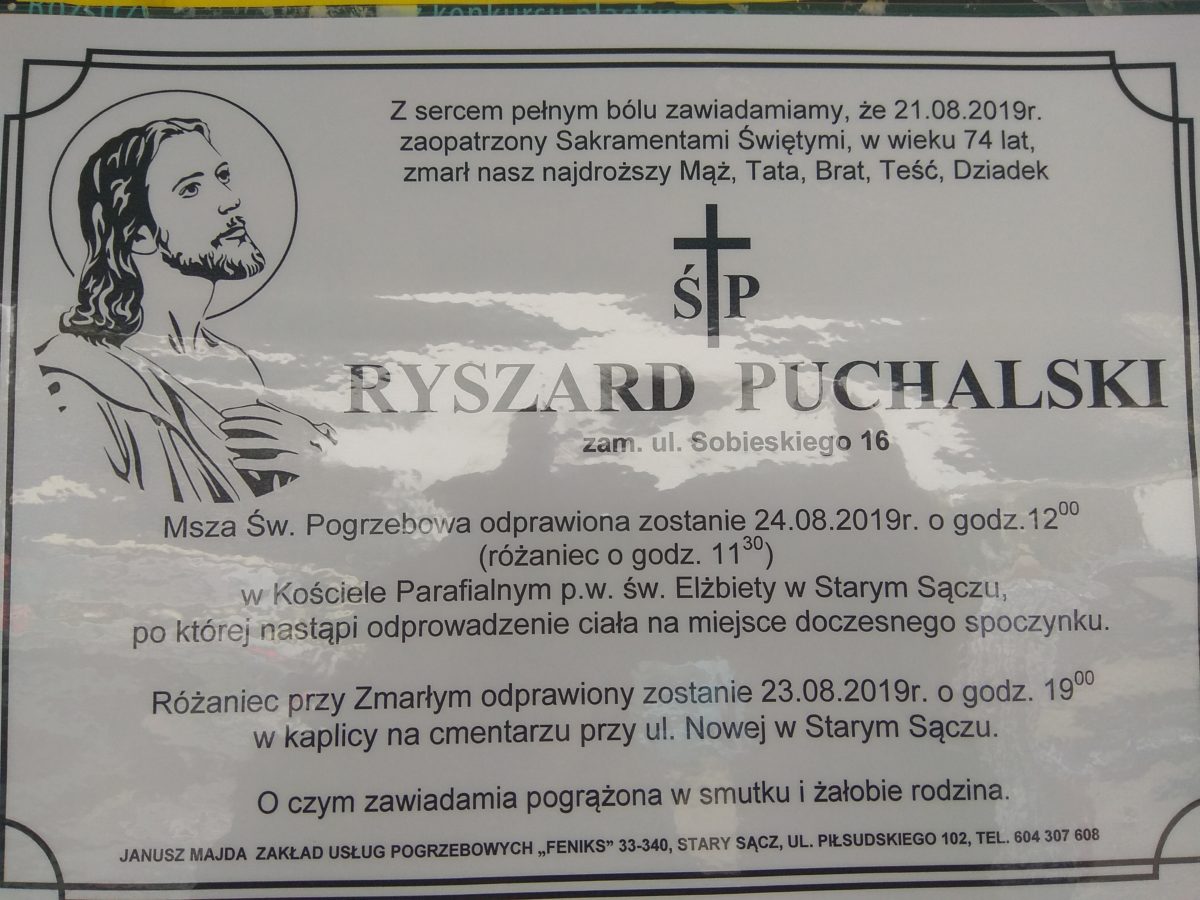 konkursu
Z sercem pełnym bólu zawiadamiamy, że 21.08.2019r.
zaopatrzony Sakramentami Świętymi, w wieku 74 lat,
zmarł nasz najdroższy Mąż, Tata, Brat, Teść, Dziadek
Ś P
RYSZARD PUCHALSKI
zam. ul. Sobieskiego 16
Msza Św. Pogrzebowa odprawiona zostanie 24.08.2019r. o godz.12⁰⁰
(różaniec o godz. 11³⁰)
w Kościele Parafialnym p.w. św. Elżbiety w Starym Sączu,
po której nastąpi odprowadzenie ciała na miejsce doczesnego spoczynku.
Różaniec przy Zmarłym odprawiony zostanie 23.08.2019r. o godz. 19⁰⁰
w kaplicy na cmentarzu przy ul. Nowej w Starym Sączu.
O czym zawiadamia pogrążona w smutku i żałobie rodzina.
JANUSZ MAJDA ZAKŁAD USŁUG POGRZEBOWYCH „FENIKS” 33-340, STARY SĄCZ, UL. PIŁSUDSKIEGO 102, TEL. 604 307 608